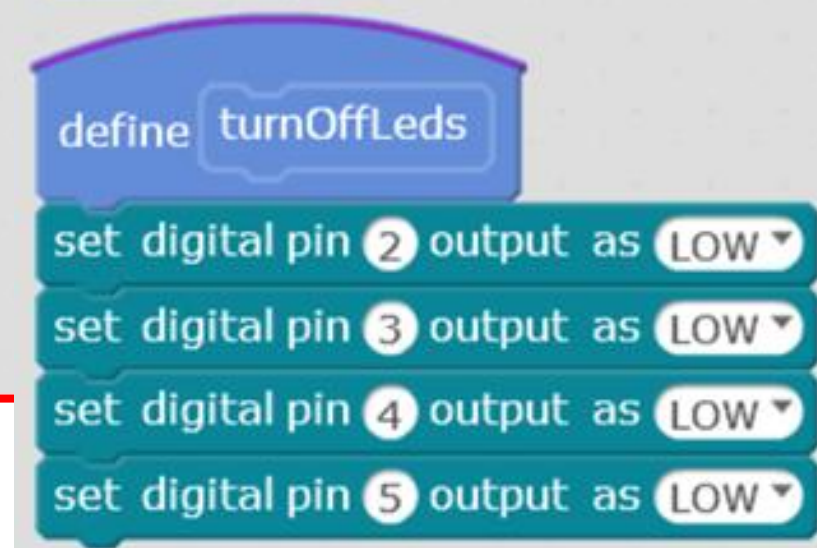 define turnOffLeds
set digital pin 2 output as LOW
set digital pin 3 output as LOW
set digital pin 4 output as LOW
set digital pin 5 output as LOW